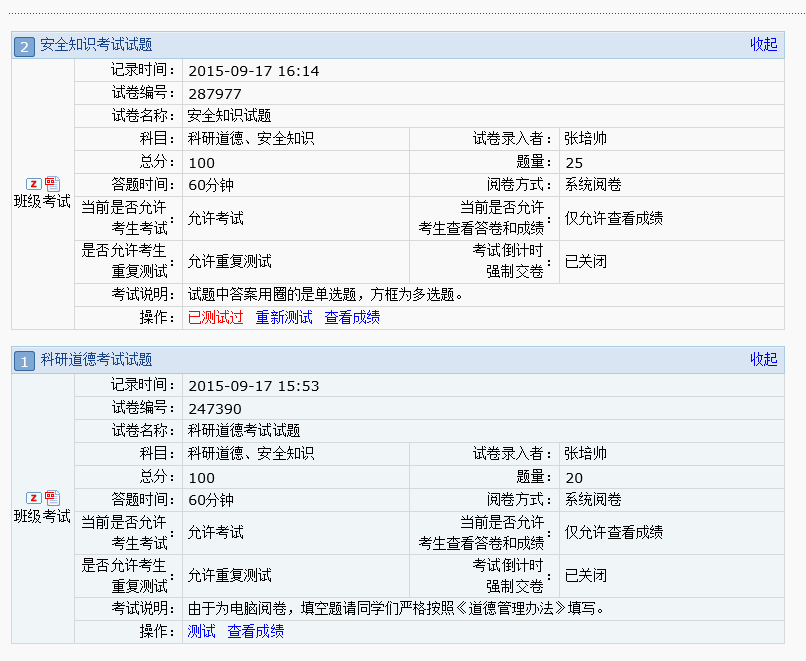 2 安全知识考试试题 收起
记录时间： 2015-09-17 16:14
试卷编号： 287977
试卷名称： 安全知识试题
科目： 科研道德、安全知识 试卷录入者： 张培帅
总分： 100 题量： 25
答题时间： 60分钟 阅卷方式： 系统阅卷
班级考试
当前是否允许
考生考试： 允许考试 当前是否允许
考生查看答卷和成绩： 仅允许查看成绩
是否允许考生
重复测试： 允许重复测试 考试倒计时
强制交卷： 已关闭
考试说明： 试题中答案用圈的是单选题，方框为多选题。
操作： 已测试过 重新测试 查看成绩
1 科研道德考试试题 收起
记录时间： 2015-09-17 15:53
试卷编号： 247390
试卷名称： 科研道德考试试题
科目： 科研道德、安全知识 试卷录入者： 张培帅
总分： 100 题量： 20
答题时间： 60分钟 阅卷方式： 系统阅卷
班级考试
当前是否允许
考生考试： 允许考试 当前是否允许
考生查看答卷和成绩： 仅允许查看成绩
是否允许考生
重复测试： 允许重复测试 考试倒计时
强制交卷： 已关闭
考试说明： 由于为电脑阅卷，填空题请同学们严格按照《道德管理办法》填写。
操作： 测试 查看成绩